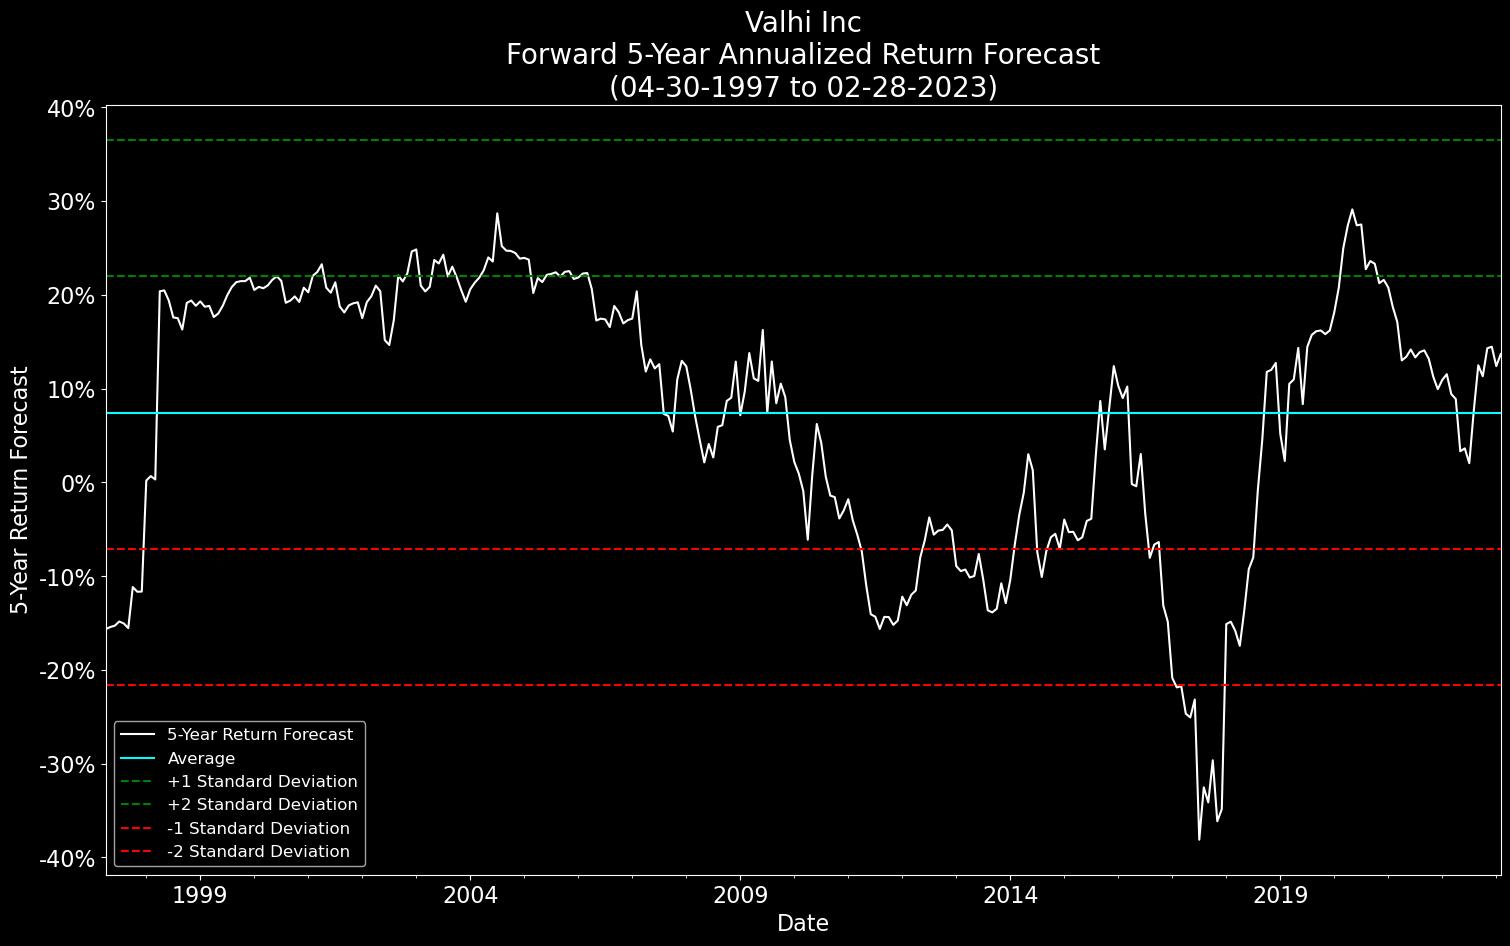 Valhi Inc
Forward 5-Year Annualized Return Forecast
(04-30-1997 to 02-28-2023)
40%
30%
20%
10%
0%
-10%
-20%
-30%
-40%
5-Year Return Forecast
5-Year Return Forecast
Average
+1 Standard Deviation
+2 Standard Deviation
-1 Standard Deviation
-2 Standard Deviation
1999 2004 2009 2014 2019
Date